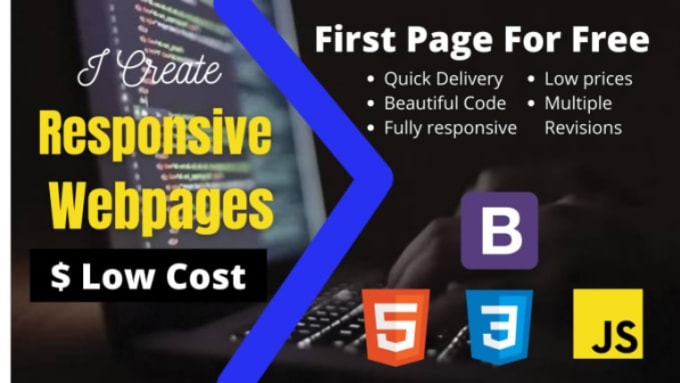 I Create
Responsive
Webpages
$ Low Cost
First Page For Free
• Quick Delivery
• Beautiful Code
• Fully responsive
• Low prices
• Multiple
Revisions
B
5
3
JS